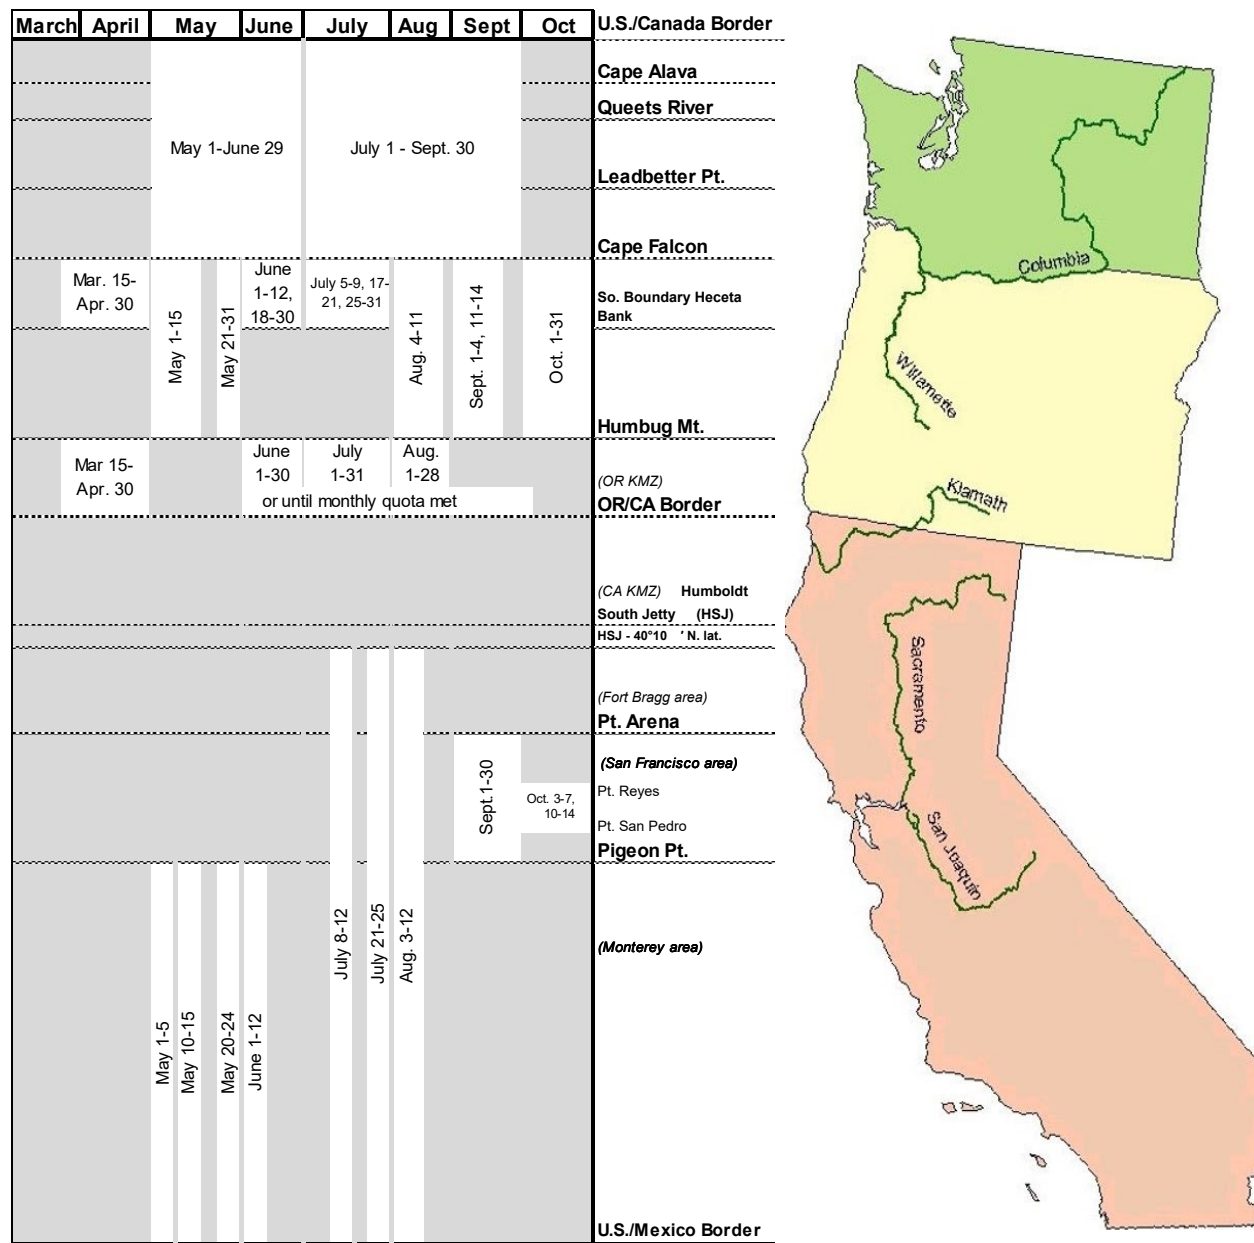 March April May June July Aug Sept Oct
U.S./Canada Border
Cape Alava
Queets River
May 1-June 29
July 1 - Sept. 30
Leadbetter Pt.
Cape Falcon
Mar. 15-
Apr. 30
May 1-15
May 21-31
June
1-12,
18-30
July 5-9, 17-
21, 25-31
Aug. 4-11
Sept. 1-4, 11-14
Oct. 1-31
So. Boundary Heceta
Bank
Humbug Mt.
Mar 15-
Apr. 30
June
1-30
July
1-31
Aug.
1-28
or until monthly quota met
(OR KMZ)
OR/CA Border
(CA KMZ) Humboldt
South Jetty (HSJ)
HSJ - 40°10 ′ N. lat.
(Fort Bragg area)
Pt. Arena
(San Francisco area)
Pt. Reyes
Sept.1-30
Oct. 3-7,
10-14
Pt. San Pedro
Pigeon Pt.
July 8-12
July 21-25
Aug. 3-12
(Monterey area)
May 1-5
May 10-15
May 20-24
June 1-12
U.S./Mexico Border
Columbia
Willamette
Klamath
Sacramento
San Joaquin